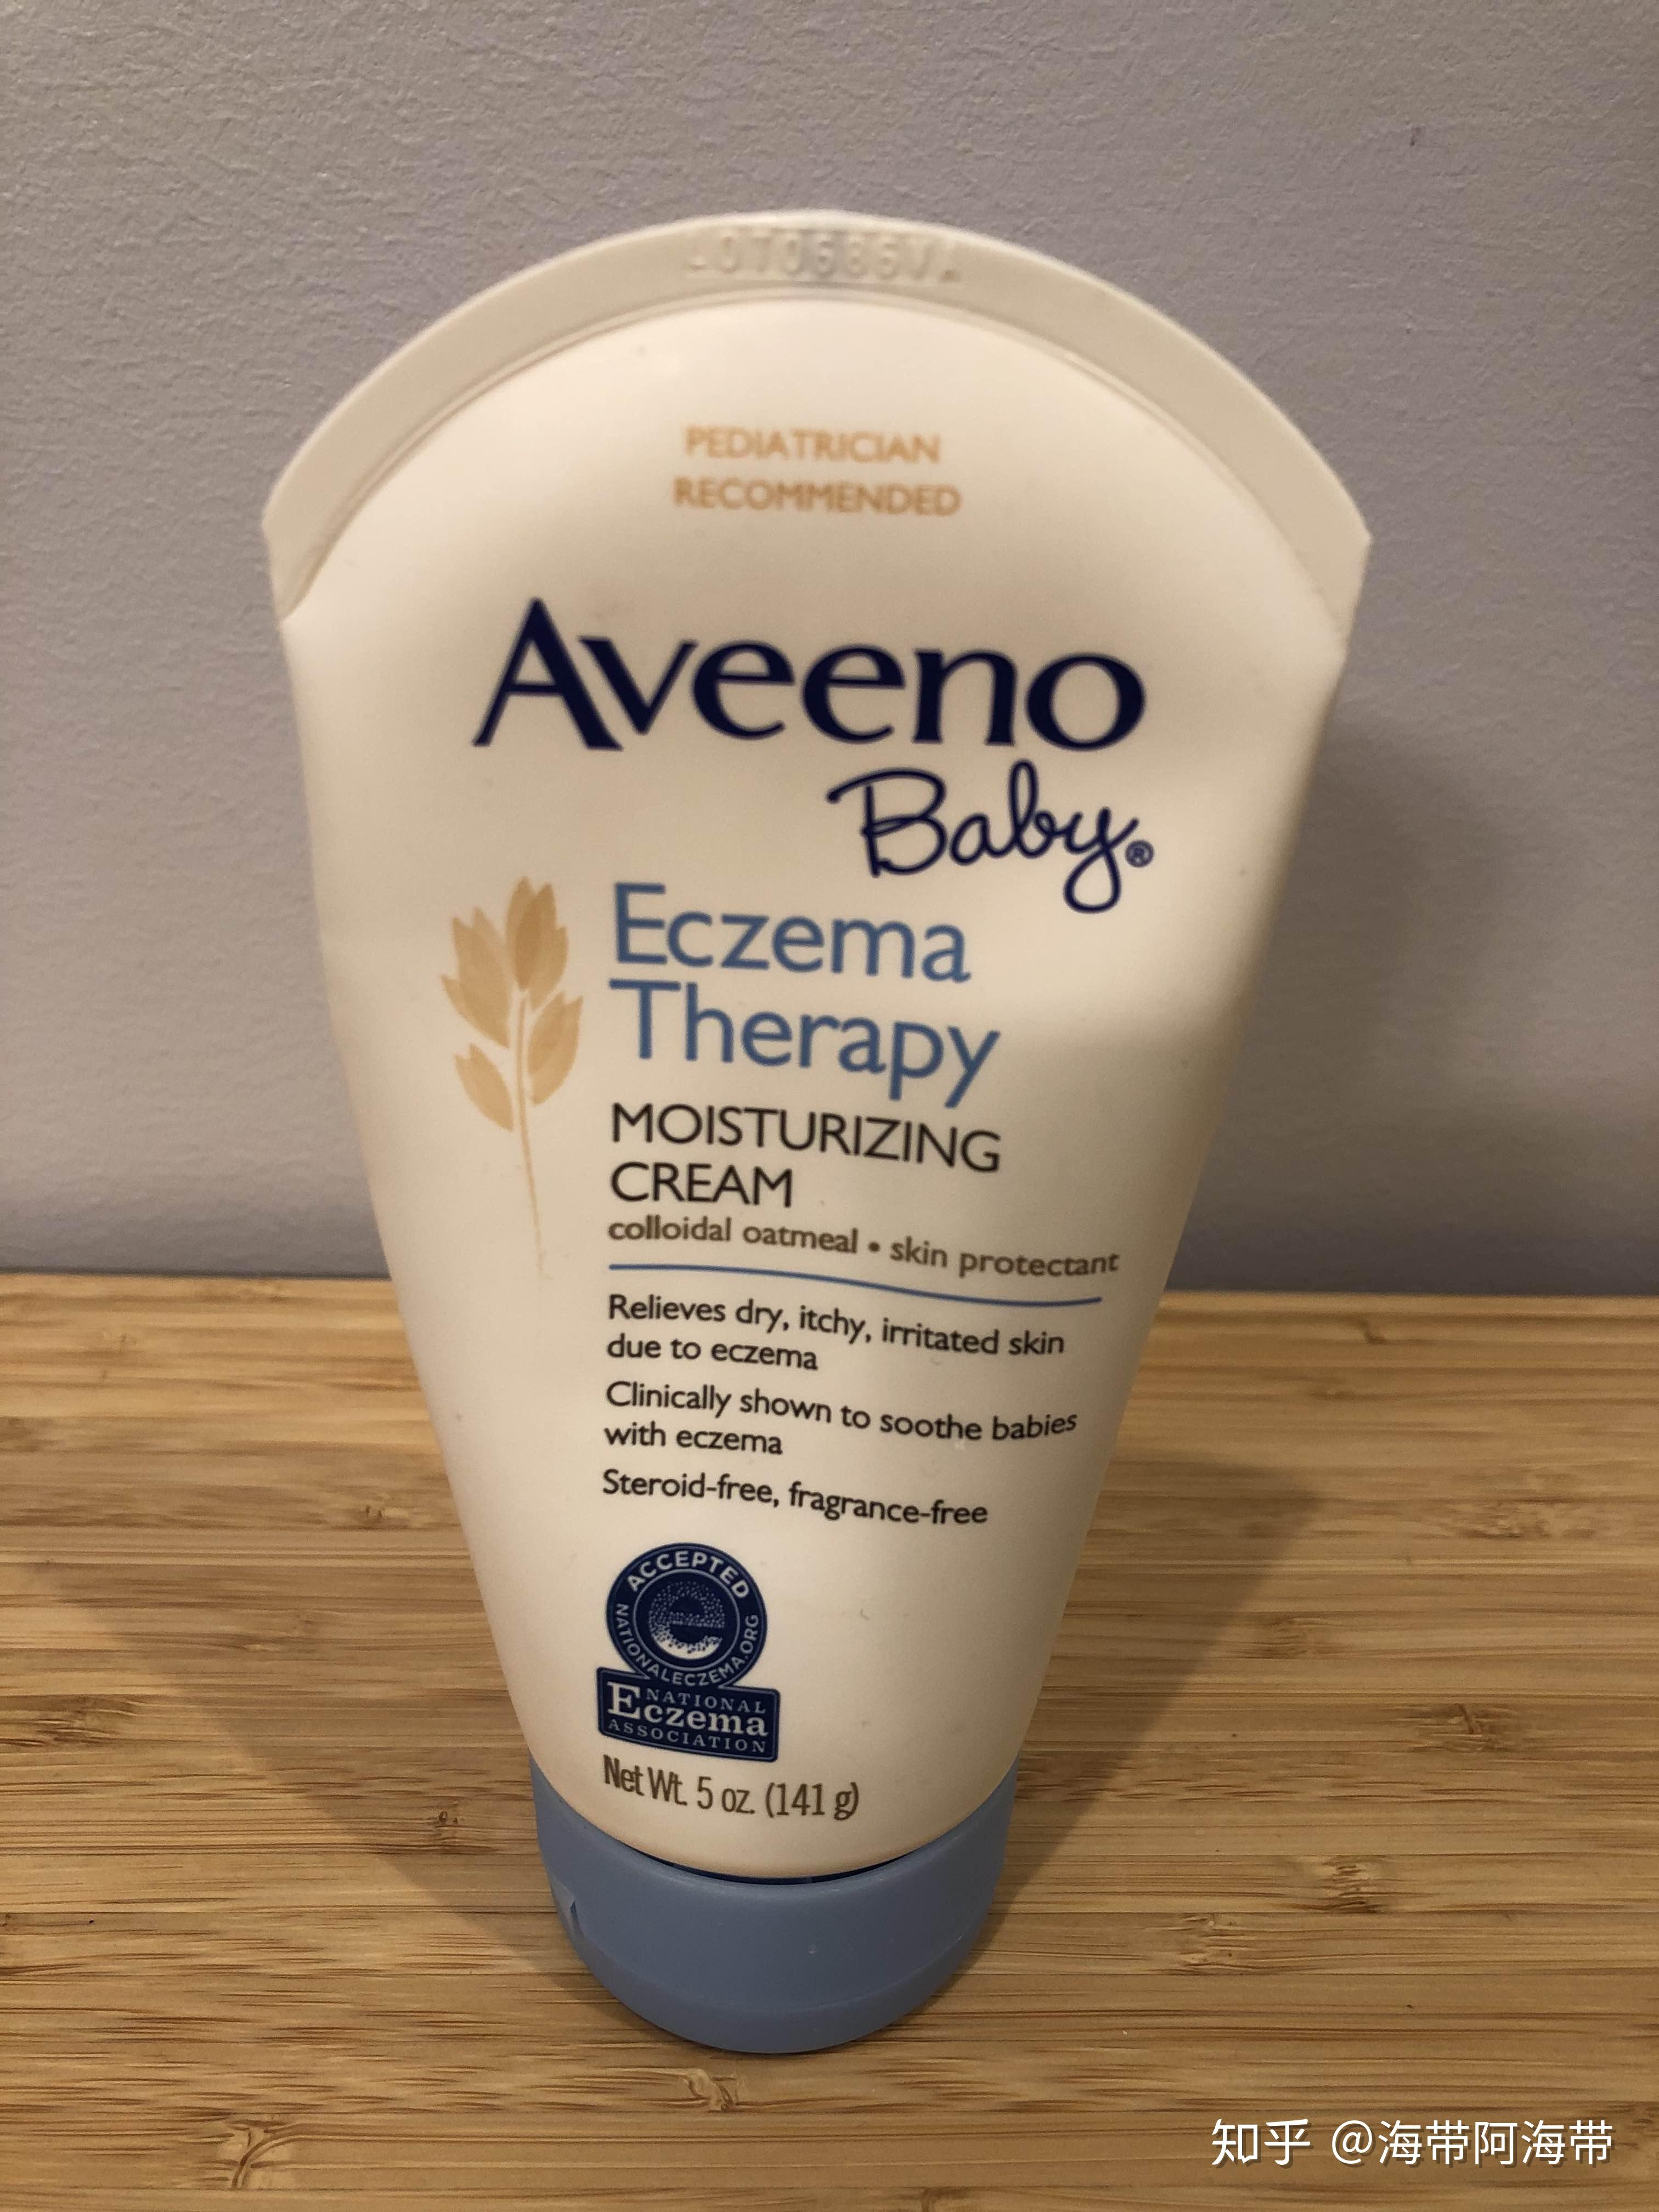 PEDIATRICIAN
RECOMMENDED
Aveeno
Baby®
Eczema
Therapy
MOISTURIZING
CREAM
colloidal oatmeal • skin protectant
Relieves dry, itchy, irritated skin
due to eczema
Clinically shown to soothe babies
with eczema
Steroid-free, fragrance-free
ACCEPTED
NATIONALECZEMA.ORG
NATIONAL
Eczema
ASSOCIATION
Net Wt. 5 oz. (141 g)
知乎 @海带阿海带